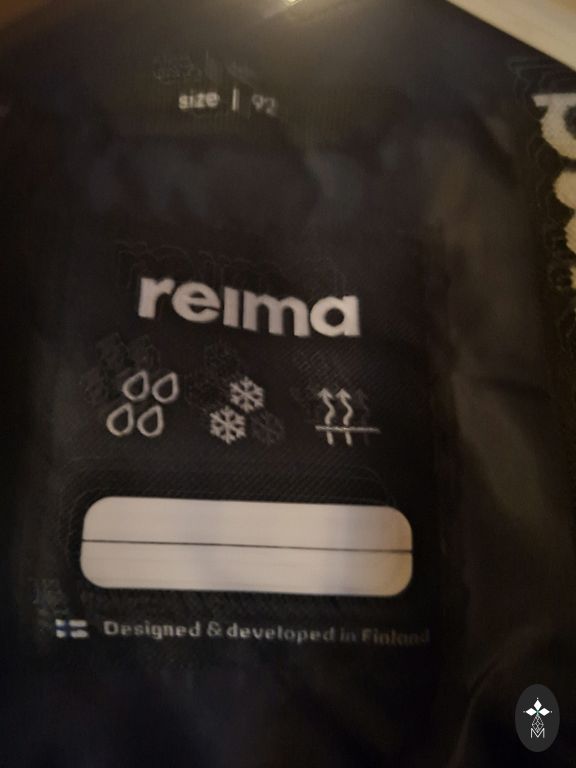 size | 92
reima
Designed & developed in Finland